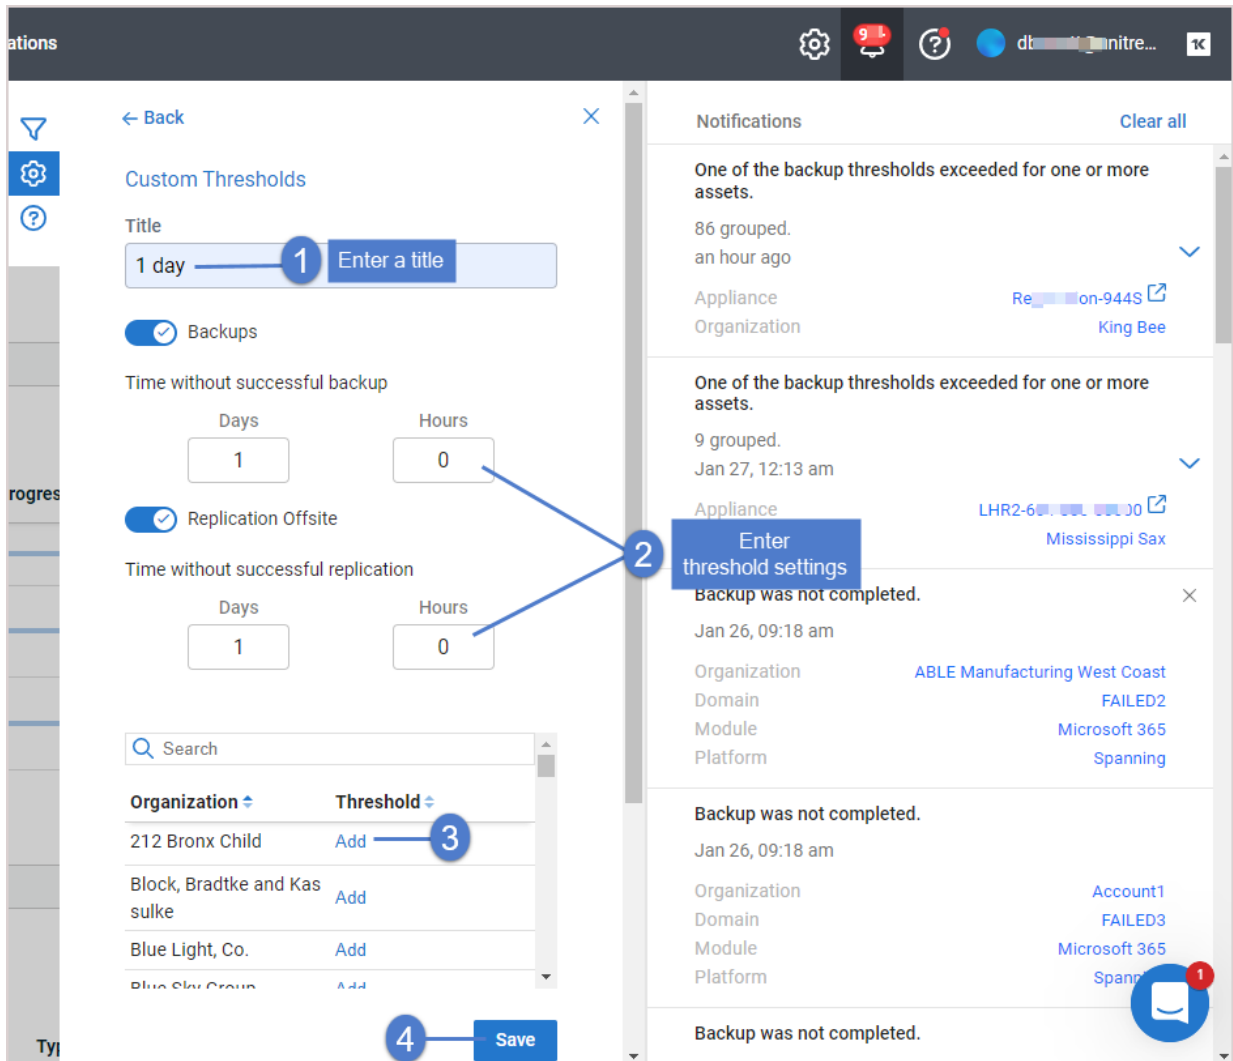 ations
9
Back
Custom Thresholds
Title
1 day
1
Enter a title
Backups
Time without successful backup
Days Hours
1 0
Replication Offsite
Time without successful replication
Days Hours
1 0
2
Enter
threshold settings
Search
Organization Threshold
212 Bronx Child Add
3
Block, Bradtke and Kas
sulke
Add
Blue Light, Co. Add
Blue Sky Group Add
4
Save
rogres
Typ
Notifications Clear all
One of the backup thresholds exceeded for one or more
assets.
86 grouped.
an hour ago
Appliance on-944S
Organization King Bee
One of the backup thresholds exceeded for one or more
assets.
9 grouped.
Jan 27, 12:13 am
Appliance
Mississippi Sax
Backup was not completed.
Jan 26, 09:18 am
Organization ABLE Manufacturing West Coast
Domain FAILED2
Module Microsoft 365
Platform Spanning
Backup was not completed.
Jan 26, 09:18 am
Organization Account1
Domain FAILED3
Module Microsoft 365
Platform Spann
1
Backup was not completed.